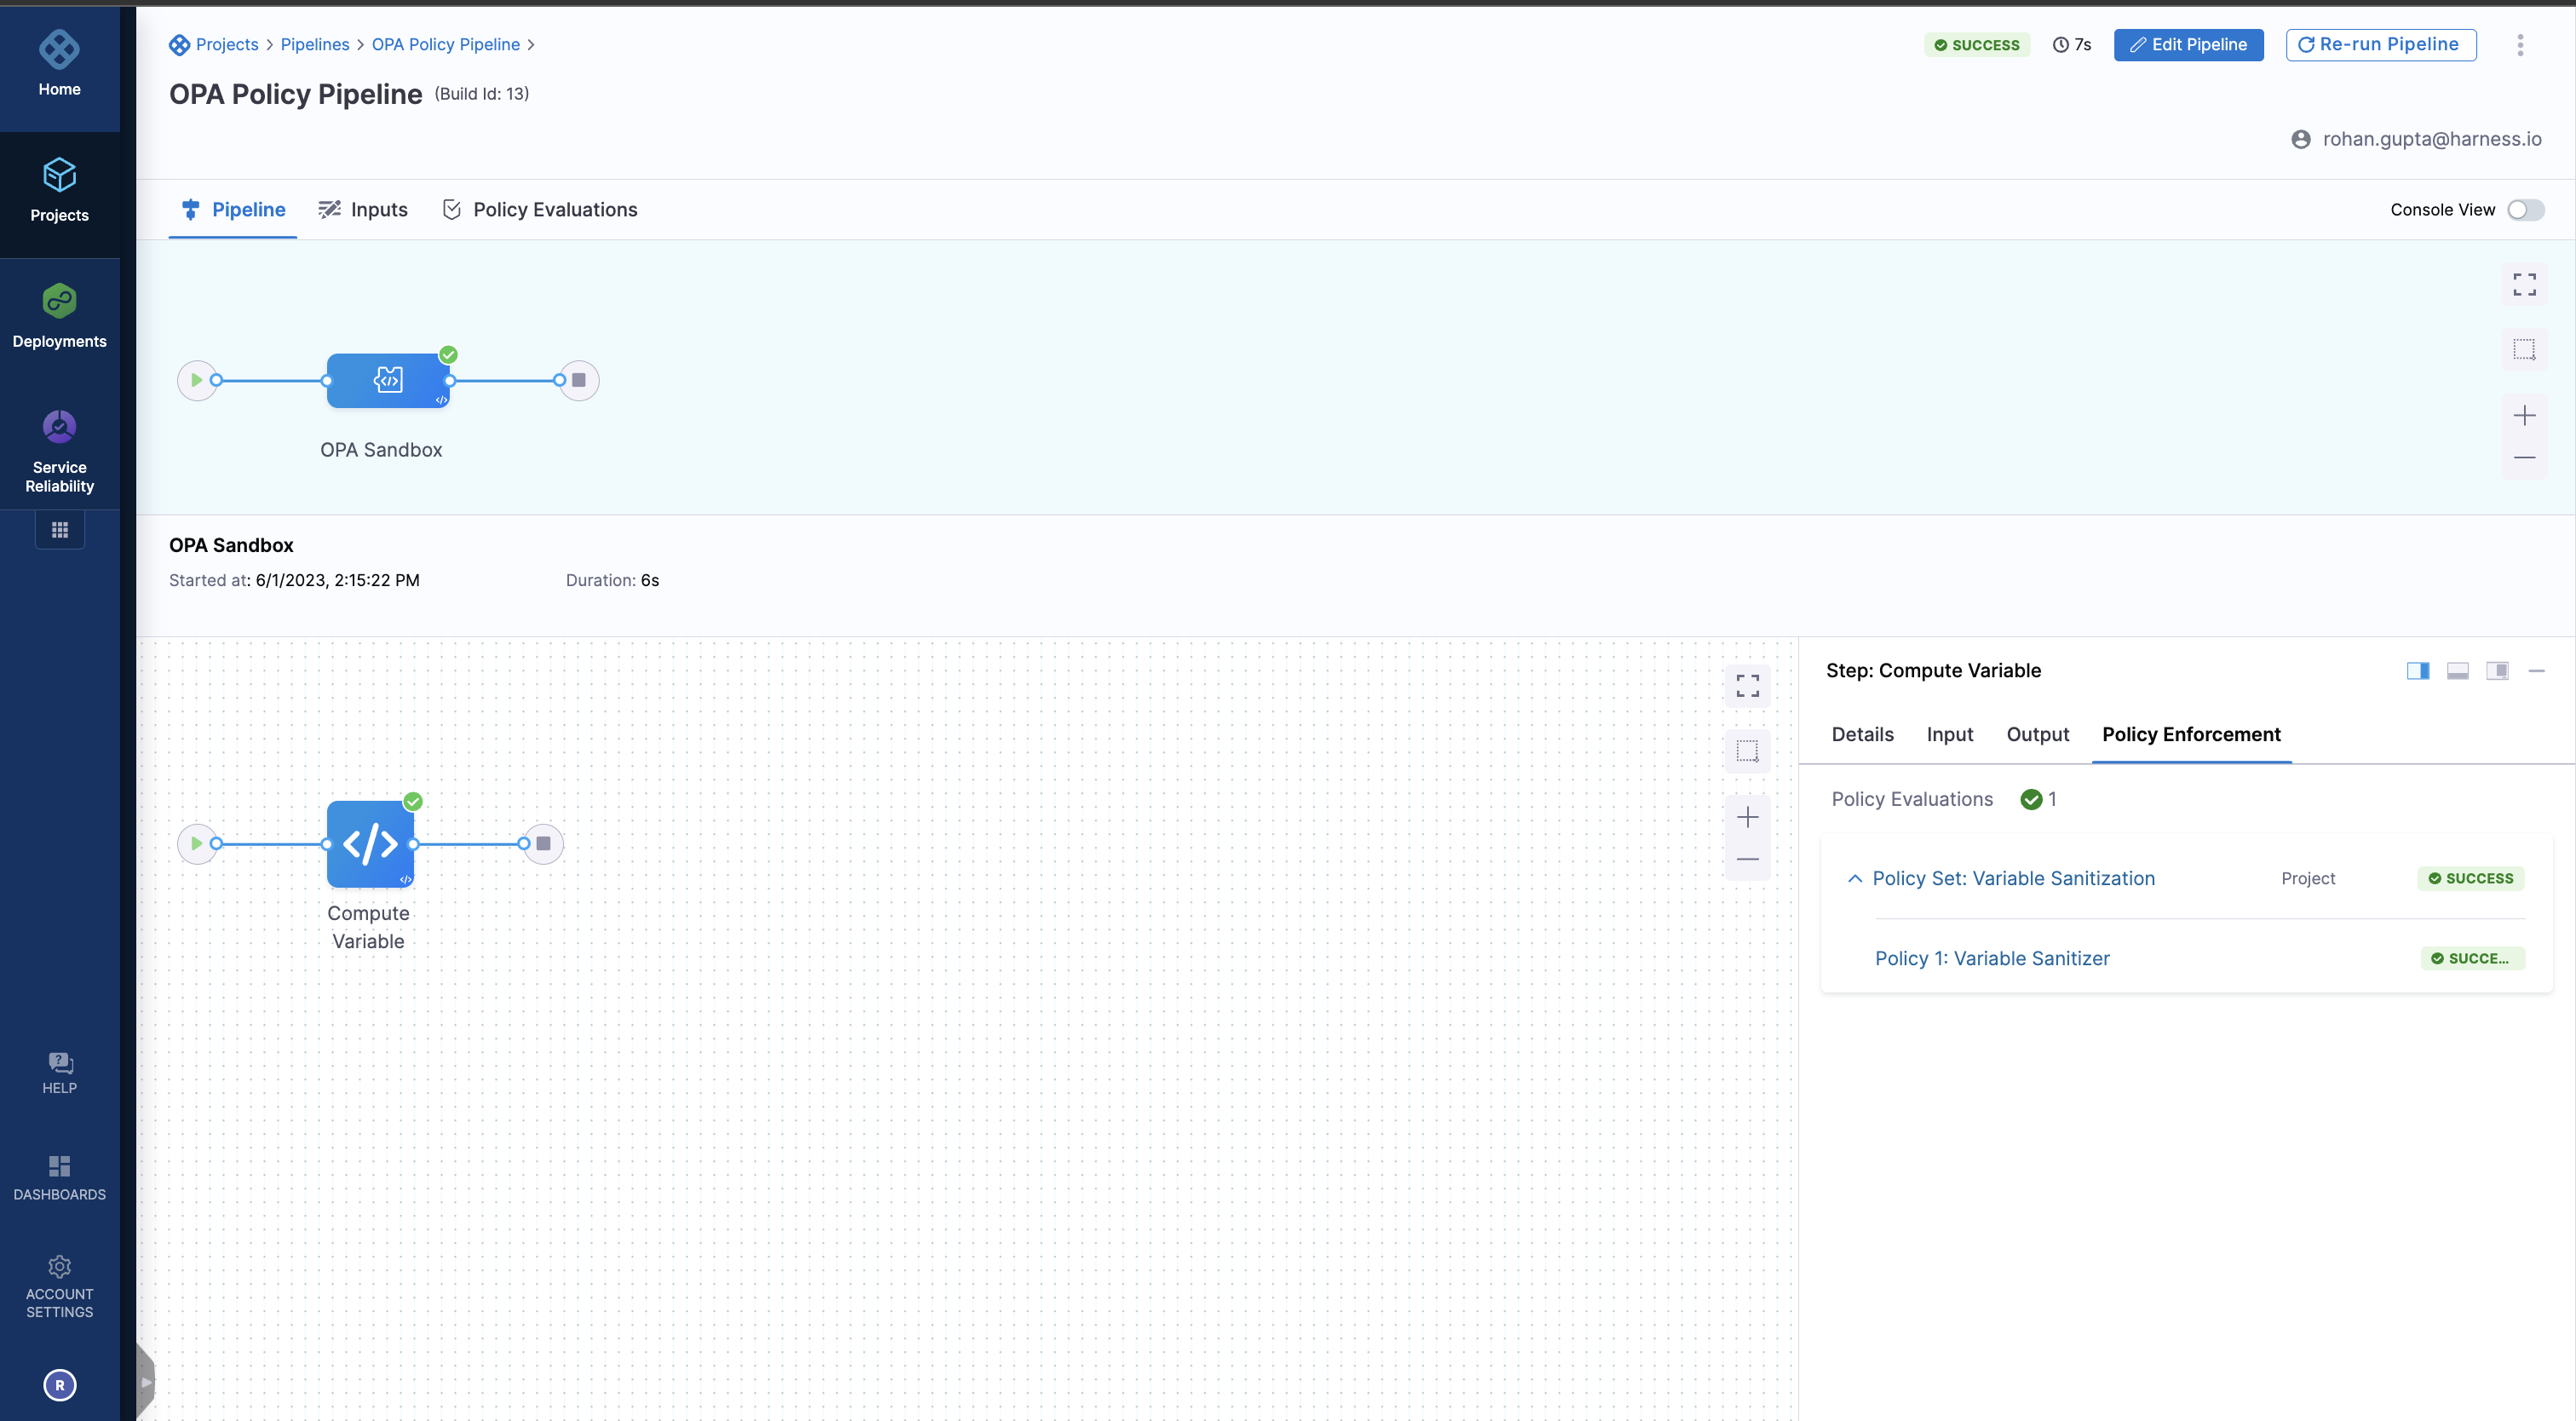 Home
Projects
Deployments
Service
Reliability
HELP
DASHBOARDS
ACCOUNT
SETTINGS
R
Projects > Pipelines > OPA Policy Pipeline >
SUCCESS
7s
Edit Pipeline
Re-run Pipeline
OPA Policy Pipeline (Build Id: 13)
rohan.gupta@harness.io
Pipeline
Inputs
Policy Evaluations
Console View
OPA Sandbox
OPA Sandbox
Started at: 6/1/2023, 2:15:22 PM
Duration: 6s
Compute
Variable
Step: Compute Variable
Details
Input
Output
Policy Enforcement
Policy Evaluations 1
Policy Set: Variable Sanitization
Project
SUCCESS
Policy 1: Variable Sanitizer
SUCCE...